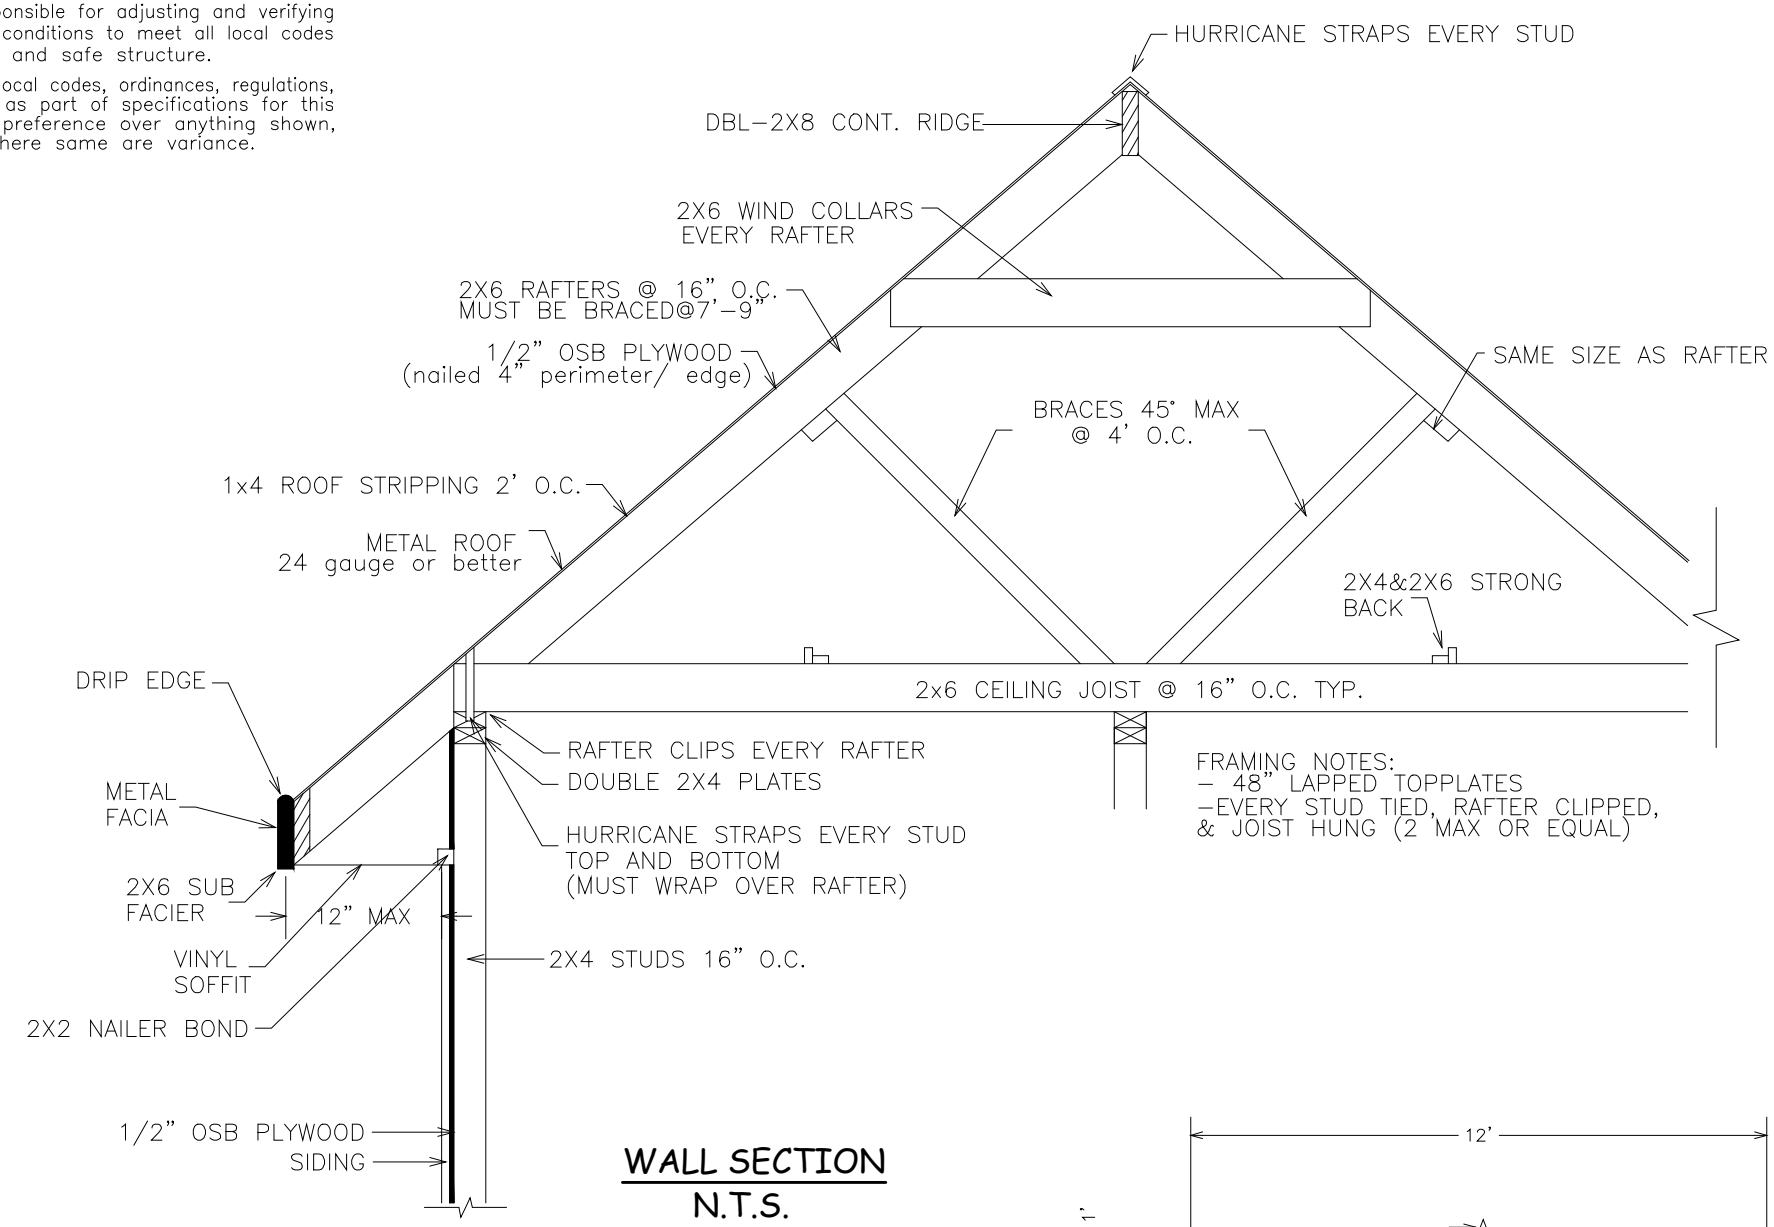 ponsible for adjusting and verifying
conditions to meet all local codes
and safe structure.
local codes, ordinances, regulations,
as part of specifications for this
preference over anything shown,
here same are variance.
HURRICANE STRAPS EVERY STUD
DBL-2X8 CONT. RIDGE
2X6 WIND COLLARS
EVERY RAFTER
2X6 RAFTERS @ 16" O.C.
MUST BE BRACED@7'-9"
1/2" OSB PLYWOOD
(nailed 4" perimeter/ edge)
SAME SIZE AS RAFTER
BRACES 45° MAX
@ 4' O.C.
1x4 ROOF STRIPPING 2' O.C.
METAL ROOF
24 gauge or better
2X4&2X6 STRONG
BACK
DRIP EDGE
2x6 CEILING JOIST @ 16" O.C. TYP.
RAFTER CLIPS EVERY RAFTER
DOUBLE 2X4 PLATES
METAL
FACIA
FRAMING NOTES:
- 48" LAPPED TOPPLATES
-EVERY STUD TIED, RAFTER CLIPPED,
& JOIST HUNG (2 MAX OR EQUAL)
HURRICANE STRAPS EVERY STUD
TOP AND BOTTOM
(MUST WRAP OVER RAFTER)
2X6 SUB
FACIER
12" MAX
VINYL
SOFFIT
2X4 STUDS 16" O.C.
2X2 NAILER BOND
1/2" OSB PLYWOOD
SIDING
WALL SECTION
N.T.S.
12'
1'